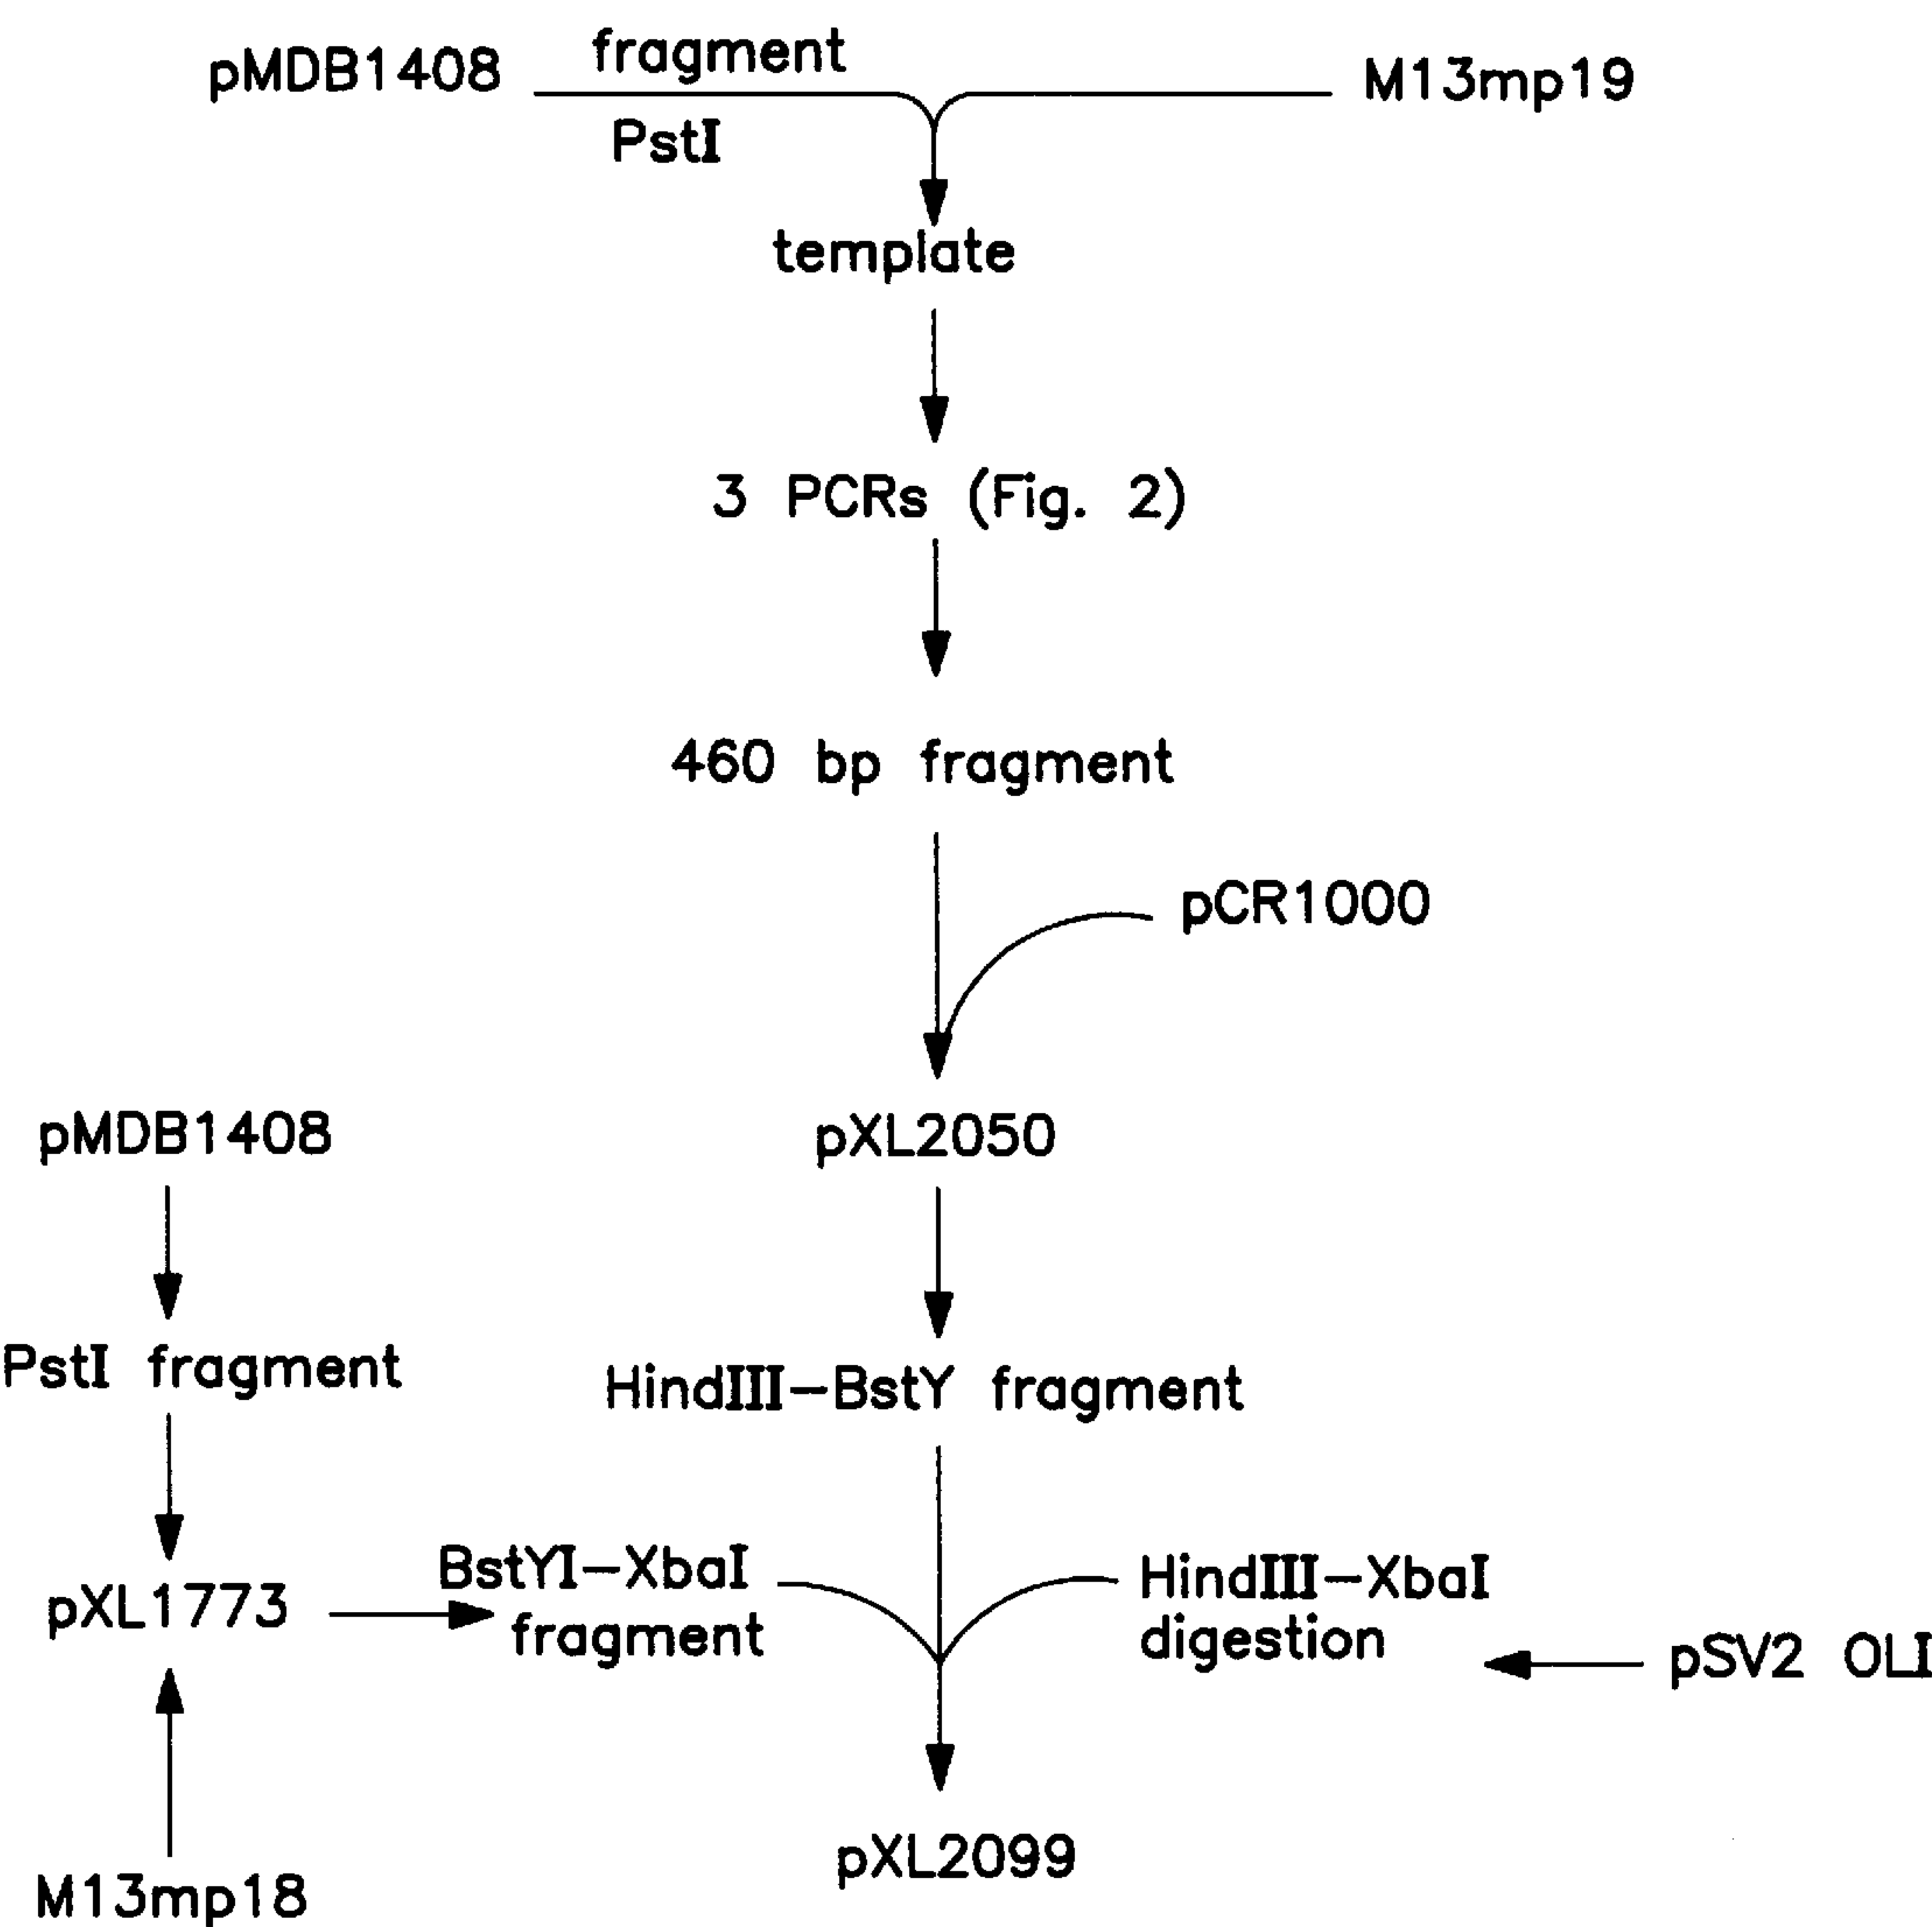 pMDB1408
fragment
PstI
M13mp19
template
3 PCRs (Fig. 2)
460 bp fragment
pCR1000
pMDB1408
pXL2050
PstI fragment
HindIII-BstY fragment
pXL1773
BstYI-XbaI
fragment
HindIII-XbaI
digestion
pSV2 OLI
pXL2099
M13mp18